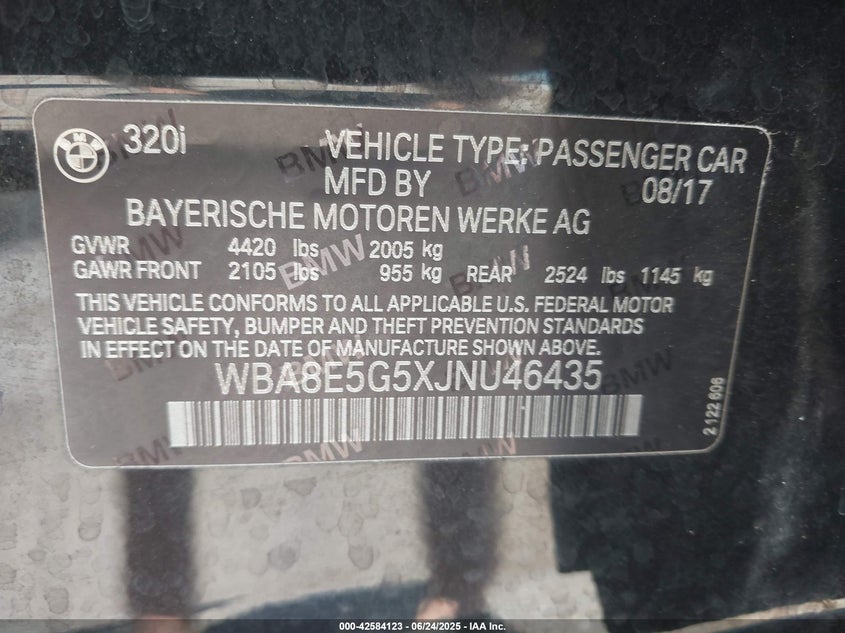 BMW 320i VEHICLE TYPE: PASSENGER CAR
MFD BY 08/17
BAYERISCHE MOTOREN WERKE AG
GVWR 4420 lbs 2005 kg
GAWR FRONT 2105 lbs 955 kg REAR 2524 lbs 1145 kg
THIS VEHICLE CONFORMS TO ALL APPLICABLE U.S. FEDERAL MOTOR
VEHICLE SAFETY, BUMPER AND THEFT PREVENTION STANDARDS
IN EFFECT ON THE DATE OF MANUFACTURE SHOWN ABOVE.
WBA8E5G5XJNU46435
2 122 606
000-42584123 - 06/24/2025 - IAA Inc.